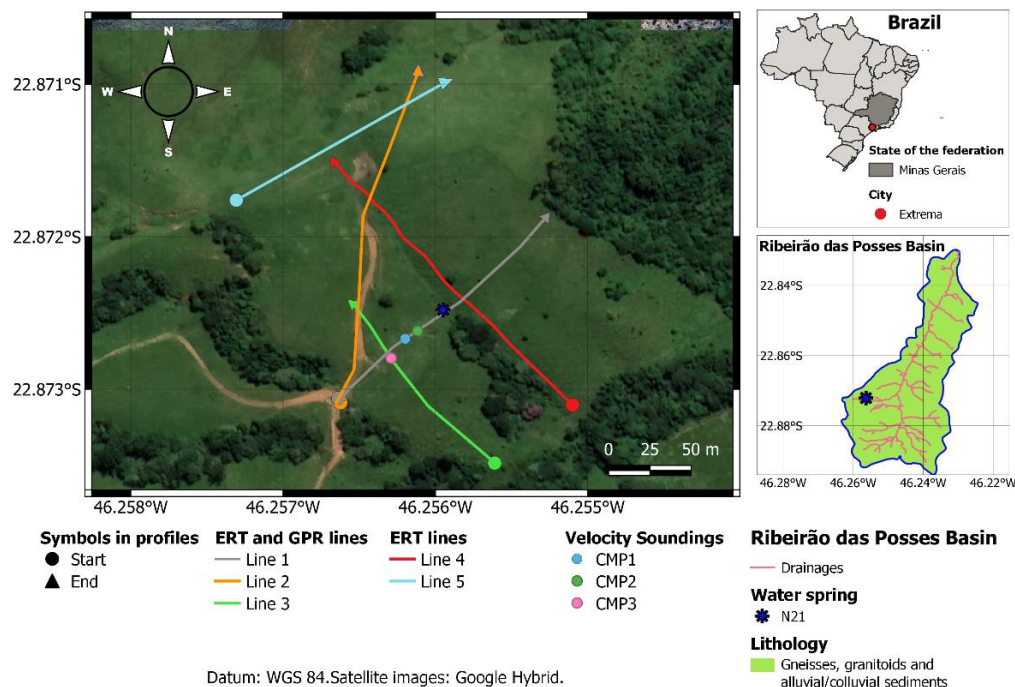 N
W
E
S
22.871°S
22.872°S
22.873°S
46.258°W
46.257°W
46.256°W
46.255°W
0 25 50 m
Brazil
State of the federation
Minas Gerais
City
Extrema
Ribeirão das Posses Basin
22.84°S
22.86°S
22.88°S
46.28°W
46.26°W
46.24°W
46.22°W
Symbols in profiles
Start
End
ERT and GPR lines
Line 1
Line 2
Line 3
ERT lines
Line 4
Line 5
Velocity Soundings
CMP1
CMP2
CMP3
Ribeirão das Posses Basin
Drainages
Water spring
N21
Lithology
Gneisses, granitoids and
alluvial/colluvial sediments
Datum: WGS 84.Satellite images: Google Hybrid.